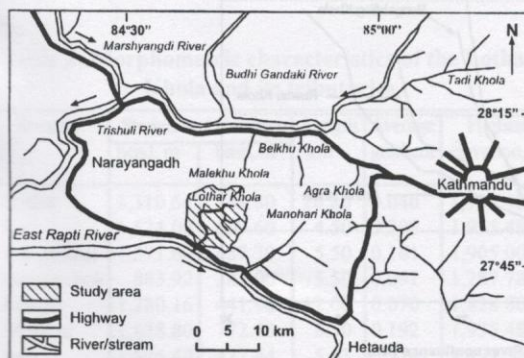 84°30" 85°00" N
Marshyangdi River
Budhi Gandaki River
Tadi Khola
28°15"
Trishuli River
Belkhu Khola
Narayangadh
Malekhu Khola
Kathmandu
Agra Khola
Lothar Khola
Manohari Khola
East Rapti River
27°45"
Study area
Highway
River/stream
0 5 10 km
Hetauda